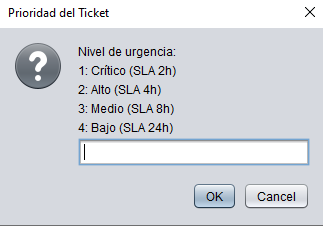 Prioridad del Ticket
Nivel de urgencia:
1: Crítico (SLA 2h)
2: Alto (SLA 4h)
3: Medio (SLA 8h)
4: Bajo (SLA 24h)
OK
Cancel